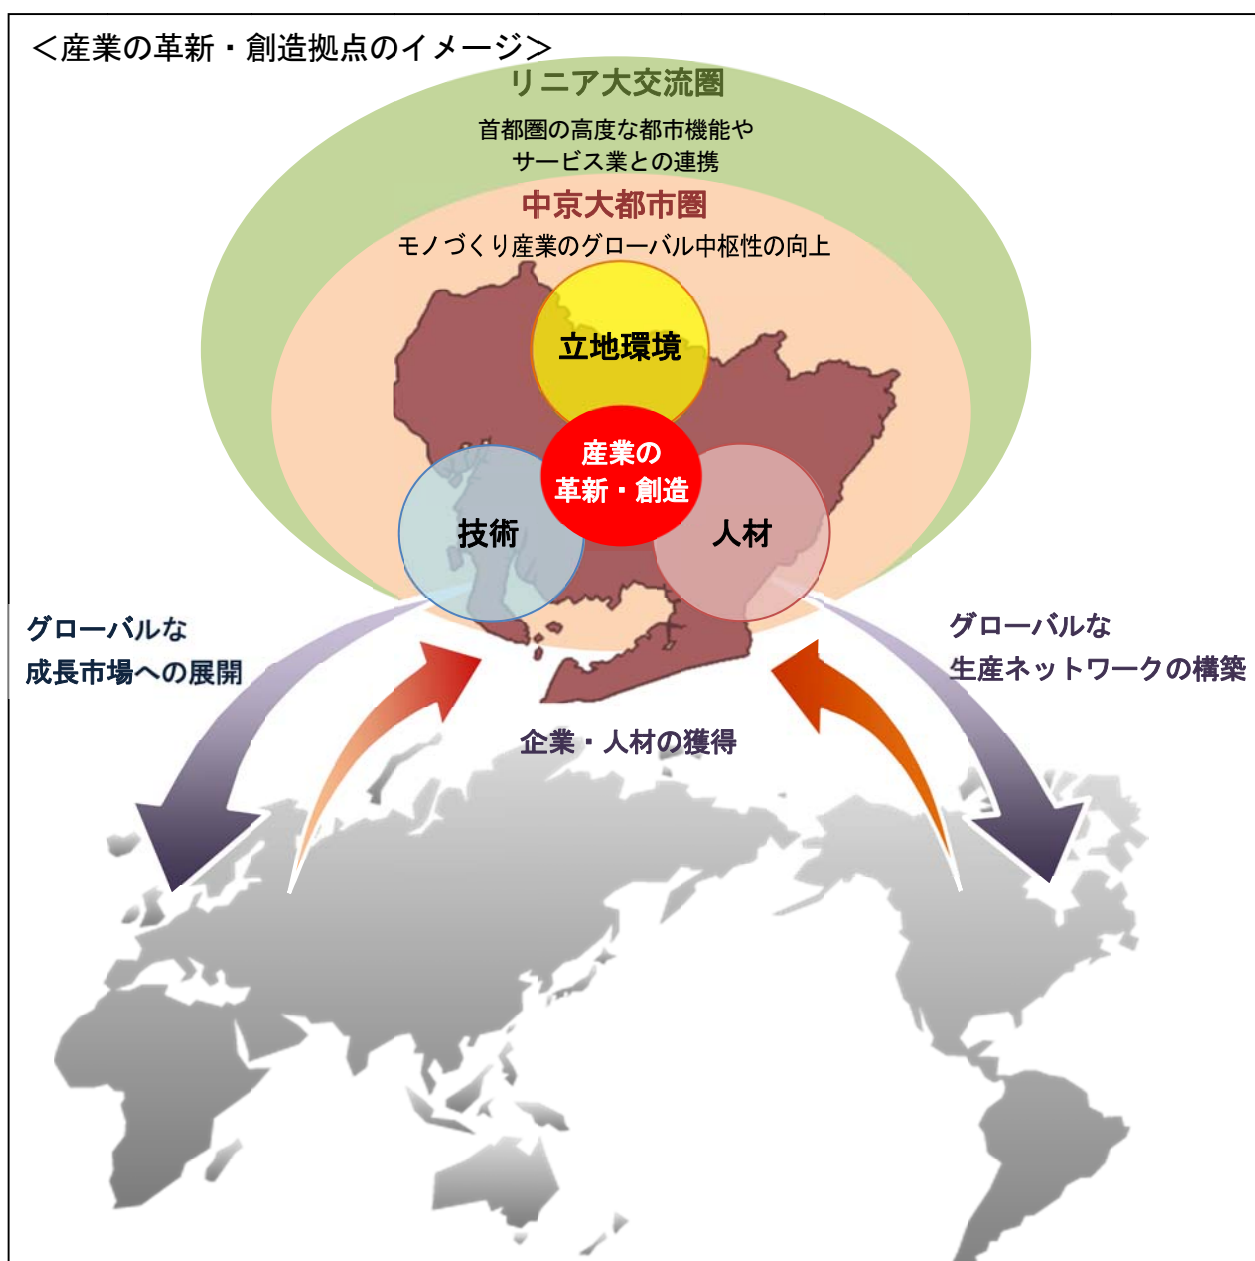 ＜産業の革新・創造拠点のイメージ＞
リニア大交流圏
首都圏の高度な都市機能や
サービス業との連携
中京大都市圏
モノづくり産業のグローバル中枢性の向上
立地環境
産業の
革新・創造
技術
人材
グローバルな
成長市場への展開
グローバルな
生産ネットワークの構築
企業・人材の獲得